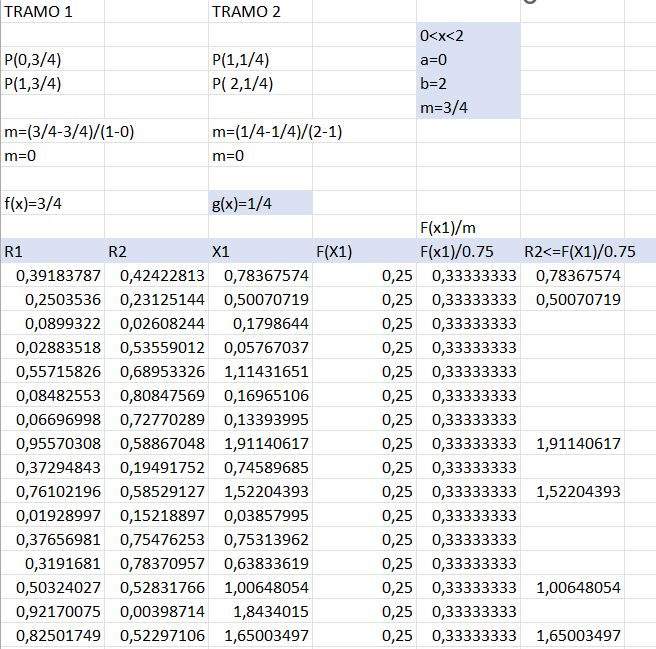 TRAMO 1 TRAMO 2
0<x<2
P(0,3/4) P(1,1/4) a=0
P(1,3/4) P( 2,1/4) b=2
m=3/4
m=(3/4-3/4)/(1-0) m=(1/4-1/4)/(2-1)
m=0 m=0
f(x)=3/4 g(x)=1/4
F(x1)/m
R1 R2 X1 F(X1) F(x1)/0.75 R2<=F(X1)/0.75
0,39183787 0,42422813 0,78367574 0,25 0,33333333 0,78367574
0,2503536 0,23125144 0,50070719 0,25 0,33333333 0,50070719
0,0899322 0,02608244 0,1798644 0,25 0,33333333
0,02883518 0,53559012 0,05767037 0,25 0,33333333
0,55715826 0,68953326 1,11431651 0,25 0,33333333
0,08482553 0,80847569 0,16965106 0,25 0,33333333
0,06696998 0,72770289 0,13393995 0,25 0,33333333
0,95570308 0,58867048 1,91140617 0,25 0,33333333 1,91140617
0,37294843 0,19491752 0,74589685 0,25 0,33333333
0,76102196 0,58529127 1,52204393 0,25 0,33333333 1,52204393
0,01928997 0,15218897 0,03857995 0,25 0,33333333
0,37656981 0,75476253 0,75313962 0,25 0,33333333
0,3191681 0,78370957 0,63833619 0,25 0,33333333
0,50324027 0,52831766 1,00648054 0,25 0,33333333 1,00648054
0,92170075 0,00398714 1,8434015 0,25 0,33333333
0,82501749 0,52297106 1,65003497 0,25 0,33333333 1,65003497